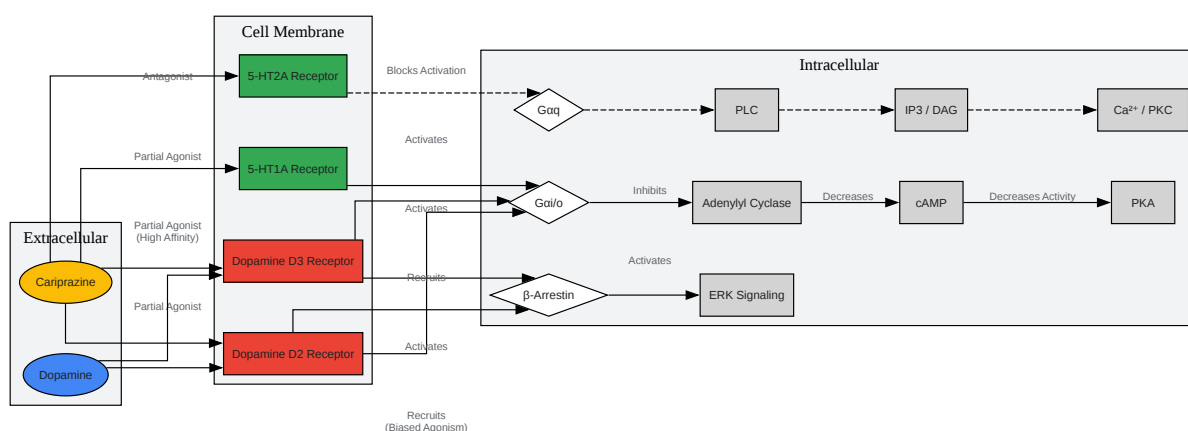 Cell Membrane
5-HT2A Receptor
Antagonist
Blocks Activation
Intracellular
Gαq
PLC
IP3 / DAG
Ca²⁺ / PKC
Partial Agonist
5-HT1A Receptor
Activates
Gαi/o
Inhibits
Adenylyl Cyclase
Decreases
cAMP
Decreases Activity
PKA
Extracellular
Partial Agonist
(High Affinity)
Activates
Cariprazine
Dopamine D3 Receptor
Recruits
β-Arrestin
Activates
ERK Signaling
Partial Agonist
Dopamine
Dopamine D2 Receptor
Activates
Recruits
(Biased Agonism)